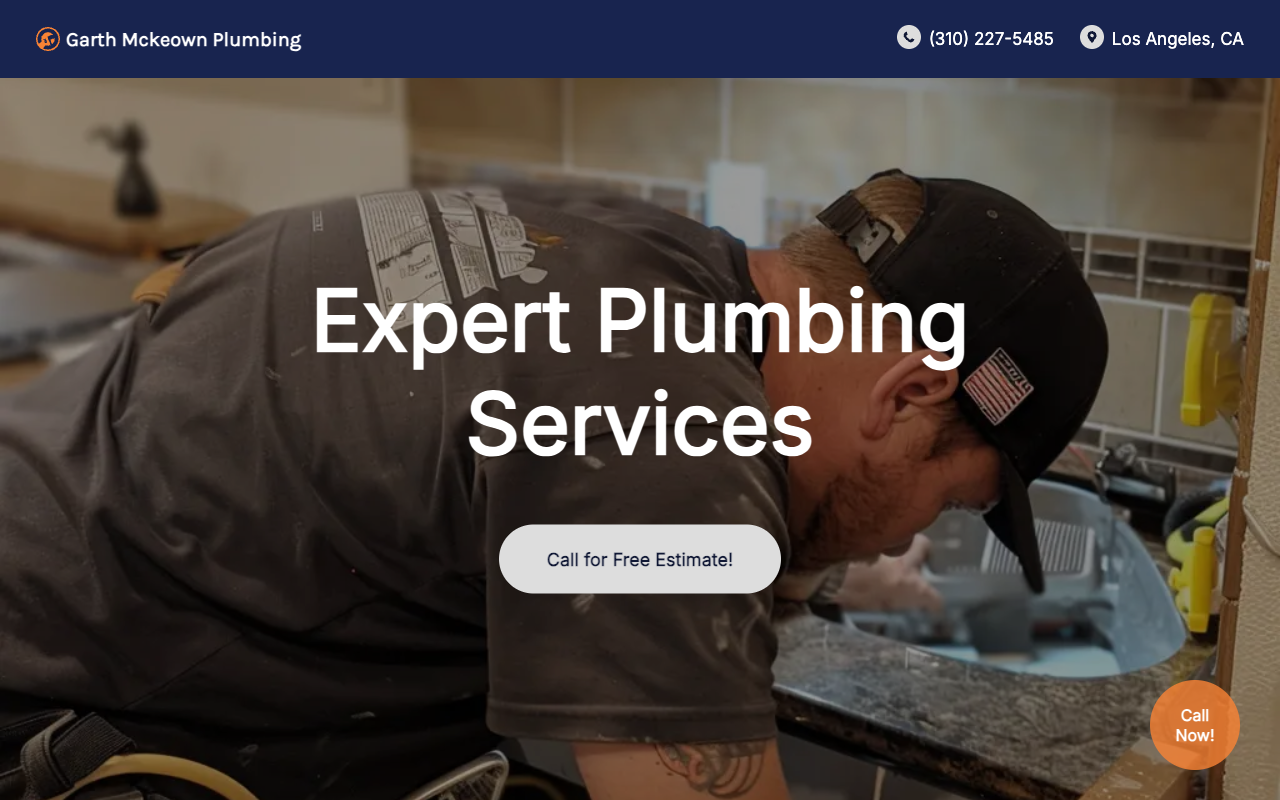 Garth Mckeown Plumbing
(310) 227-5485
Los Angeles, CA
Expert Plumbing
Services
Call for Free Estimate!
Call
Now!